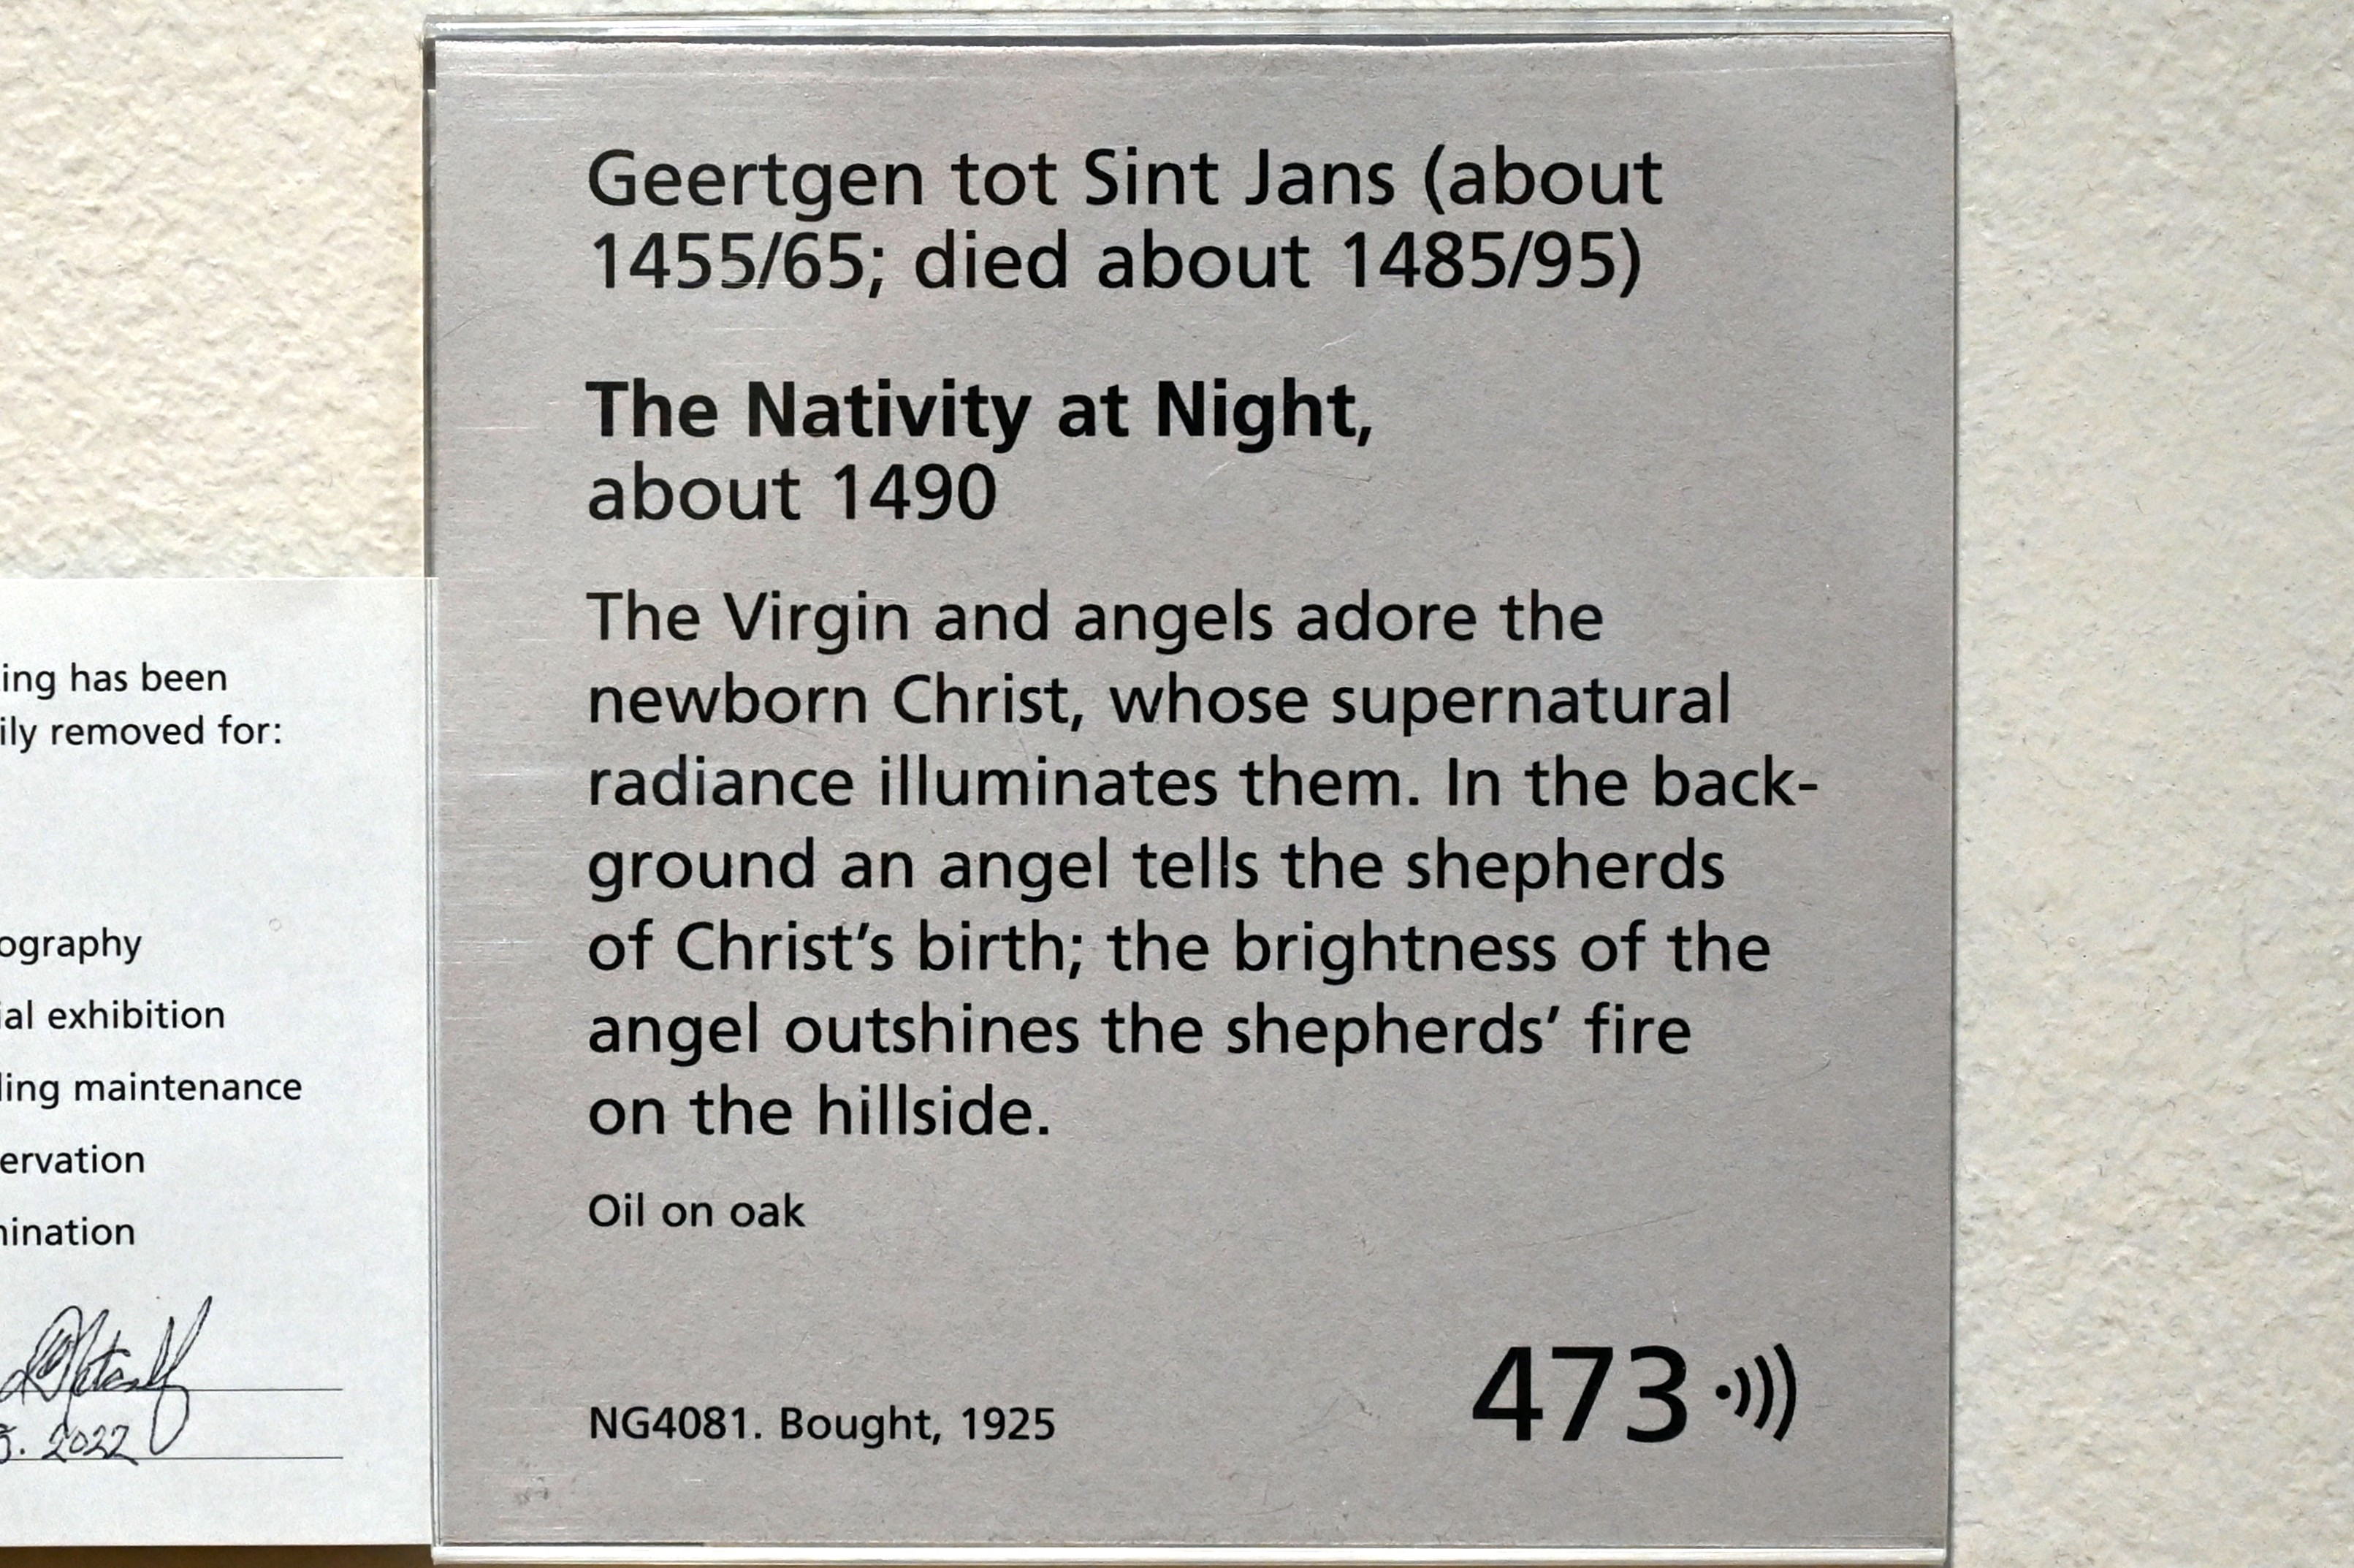 Geertgen tot Sint Jans (about
1455/65; died about 1485/95)
The Nativity at Night,
about 1490
The Virgin and angels adore the
newborn Christ, whose supernatural
radiance illuminates them. In the back-
ground an angel tells the shepherds
of Christ’s birth; the brightness of the
angel outshines the shepherds’ fire
on the hillside.
Oil on oak
NG4081. Bought, 1925
473
ing has been
ily removed for:
ography
ial exhibition
ling maintenance
ervation
ination
2022